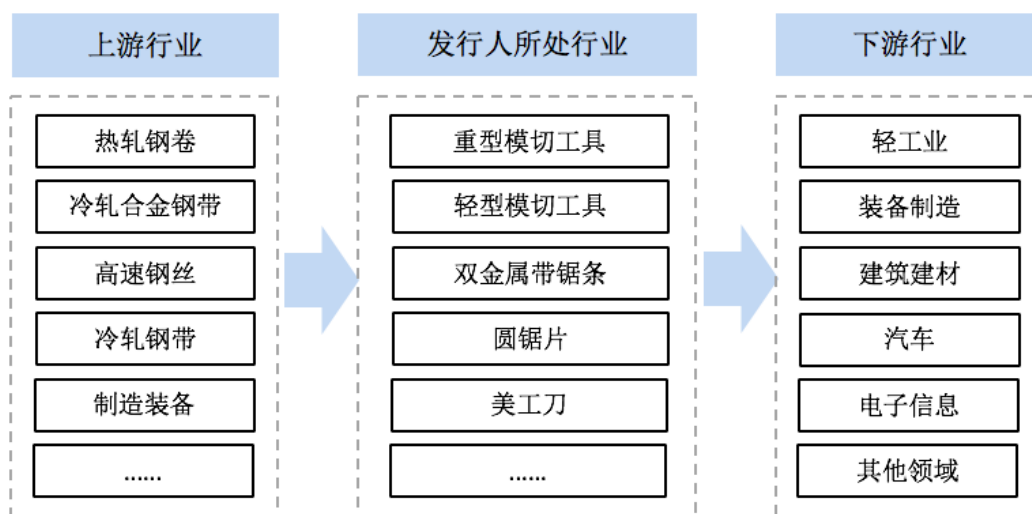 上游行业
热轧钢卷
冷轧合金钢带
高速钢丝
冷轧钢带
制造装备
……
发行人所处行业
重型模切工具
轻型模切工具
双金属带锯条
圆锯片
美工刀
……
下游行业
轻工业
装备制造
建筑建材
汽车
电子信息
其他领域